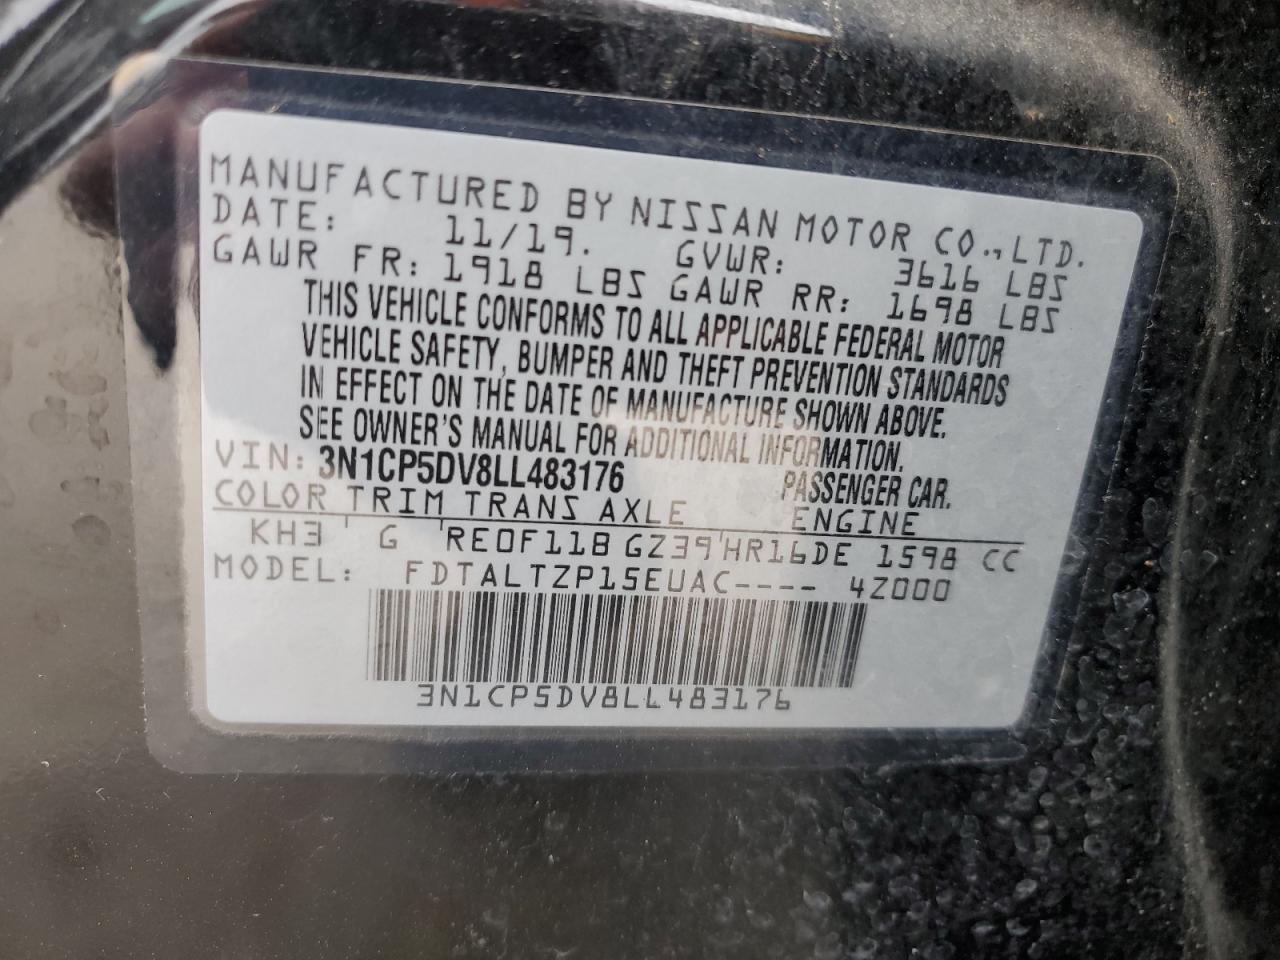 MANUFACTURED BY NISSAN MOTOR CO.,LTD.
DATE: 11/19. GVWR: 3616 LBS
GAWR FR: 1918 LBS GAWR RR: 1698 LBS
THIS VEHICLE CONFORMS TO ALL APPLICABLE FEDERAL MOTOR
VEHICLE SAFETY, BUMPER AND THEFT PREVENTION STANDARDS
IN EFFECT ON THE DATE OF MANUFACTURE SHOWN ABOVE.
SEE OWNER'S MANUAL FOR ADDITIONAL INFORMATION.
VIN: 3N1CP5DV8LL483176 PASSENGER CAR.
COLOR TRIM TRANS AXLE ENGINE
KH3 G RE0F11B GZ39 HR16DE 1598 CC
MODEL: FDTALTZP15EUAC---- 4Z000
3N1CP5DV8LL483176